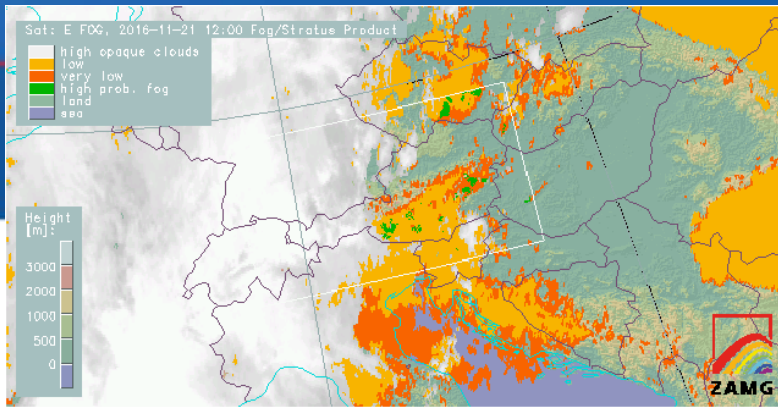 Sat: E FOG, 2016-11-21 12:00 Fog/Stratus Product
high opaque clouds
low
very low
high prob. fog
land
sea
Height
[m]:
3000
2000
1000
500
0
ZAMG